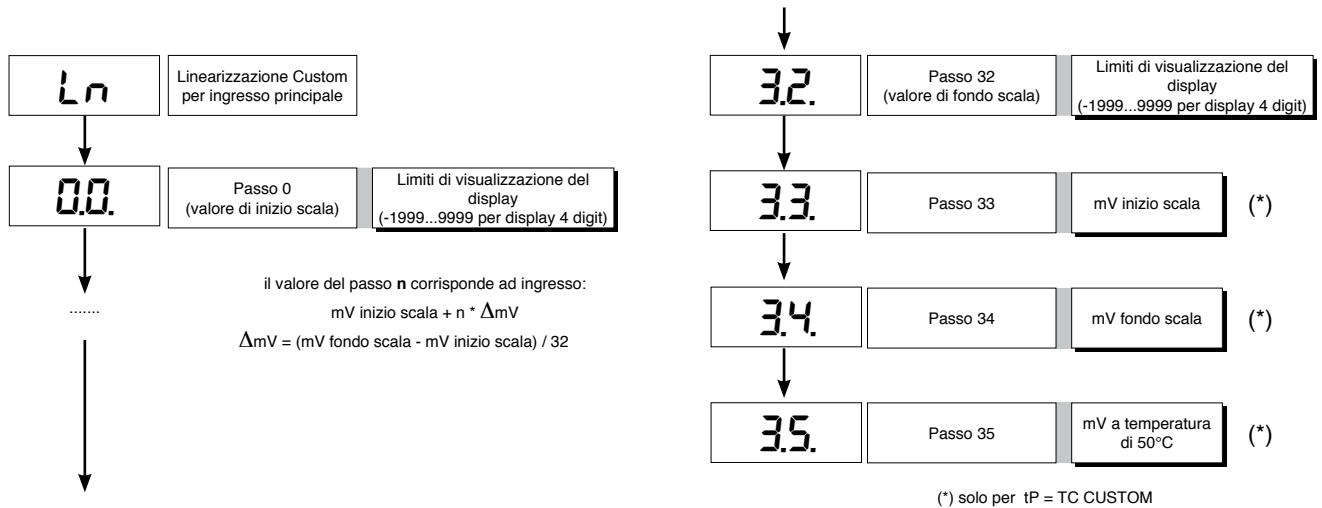 Ln
Linearizzazione Custom
per ingresso principale
0.0.
Passo 0
(valore di inizio scala)
Limiti di visualizzazione del
display
(-1999...9999 per display 4 digit)
.......
il valore del passo n corrisponde ad ingresso:
mV inizio scala + n * ΔmV
ΔmV = (mV fondo scala - mV inizio scala) / 32
3.2.
Passo 32
(valore di fondo scala)
Limiti di visualizzazione del
display
(-1999...9999 per display 4 digit)
3.3.
Passo 33
mV inizio scala
(*)
3.4.
Passo 34
mV fondo scala
(*)
3.5.
Passo 35
mV a temperatura
di 50°C
(*)
(*) solo per tP = TC CUSTOM